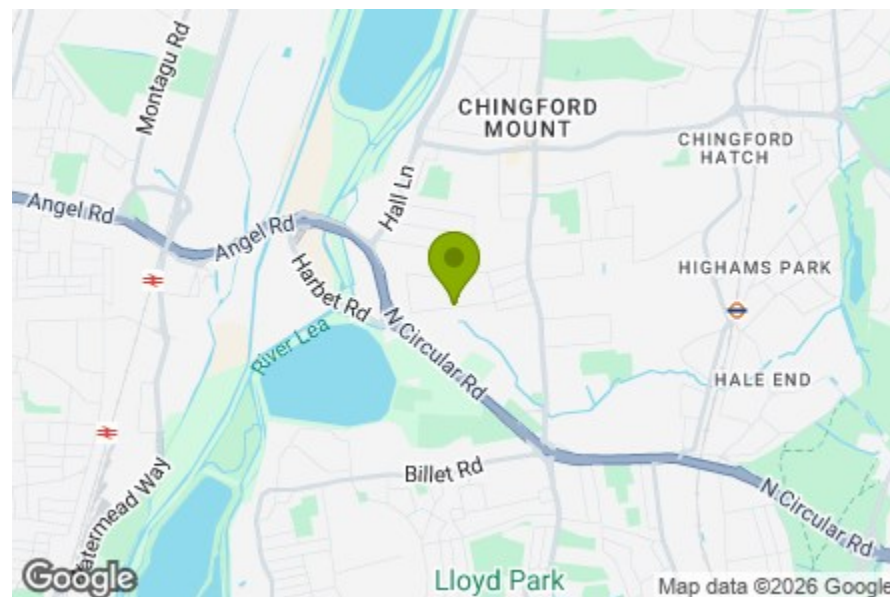 Montagu Rd
CHINGFORD
MOUNT
CHINGFORD
HATCH
Hall Ln
Angel Rd
Angel Rd
Harbet Rd
HIGHAMS PARK
River Lea
N Circular Rd
HALE END
Billet Rd
N Circular Rd
Watermead Way
Lloyd Park
Google
Map data ©2026 Google